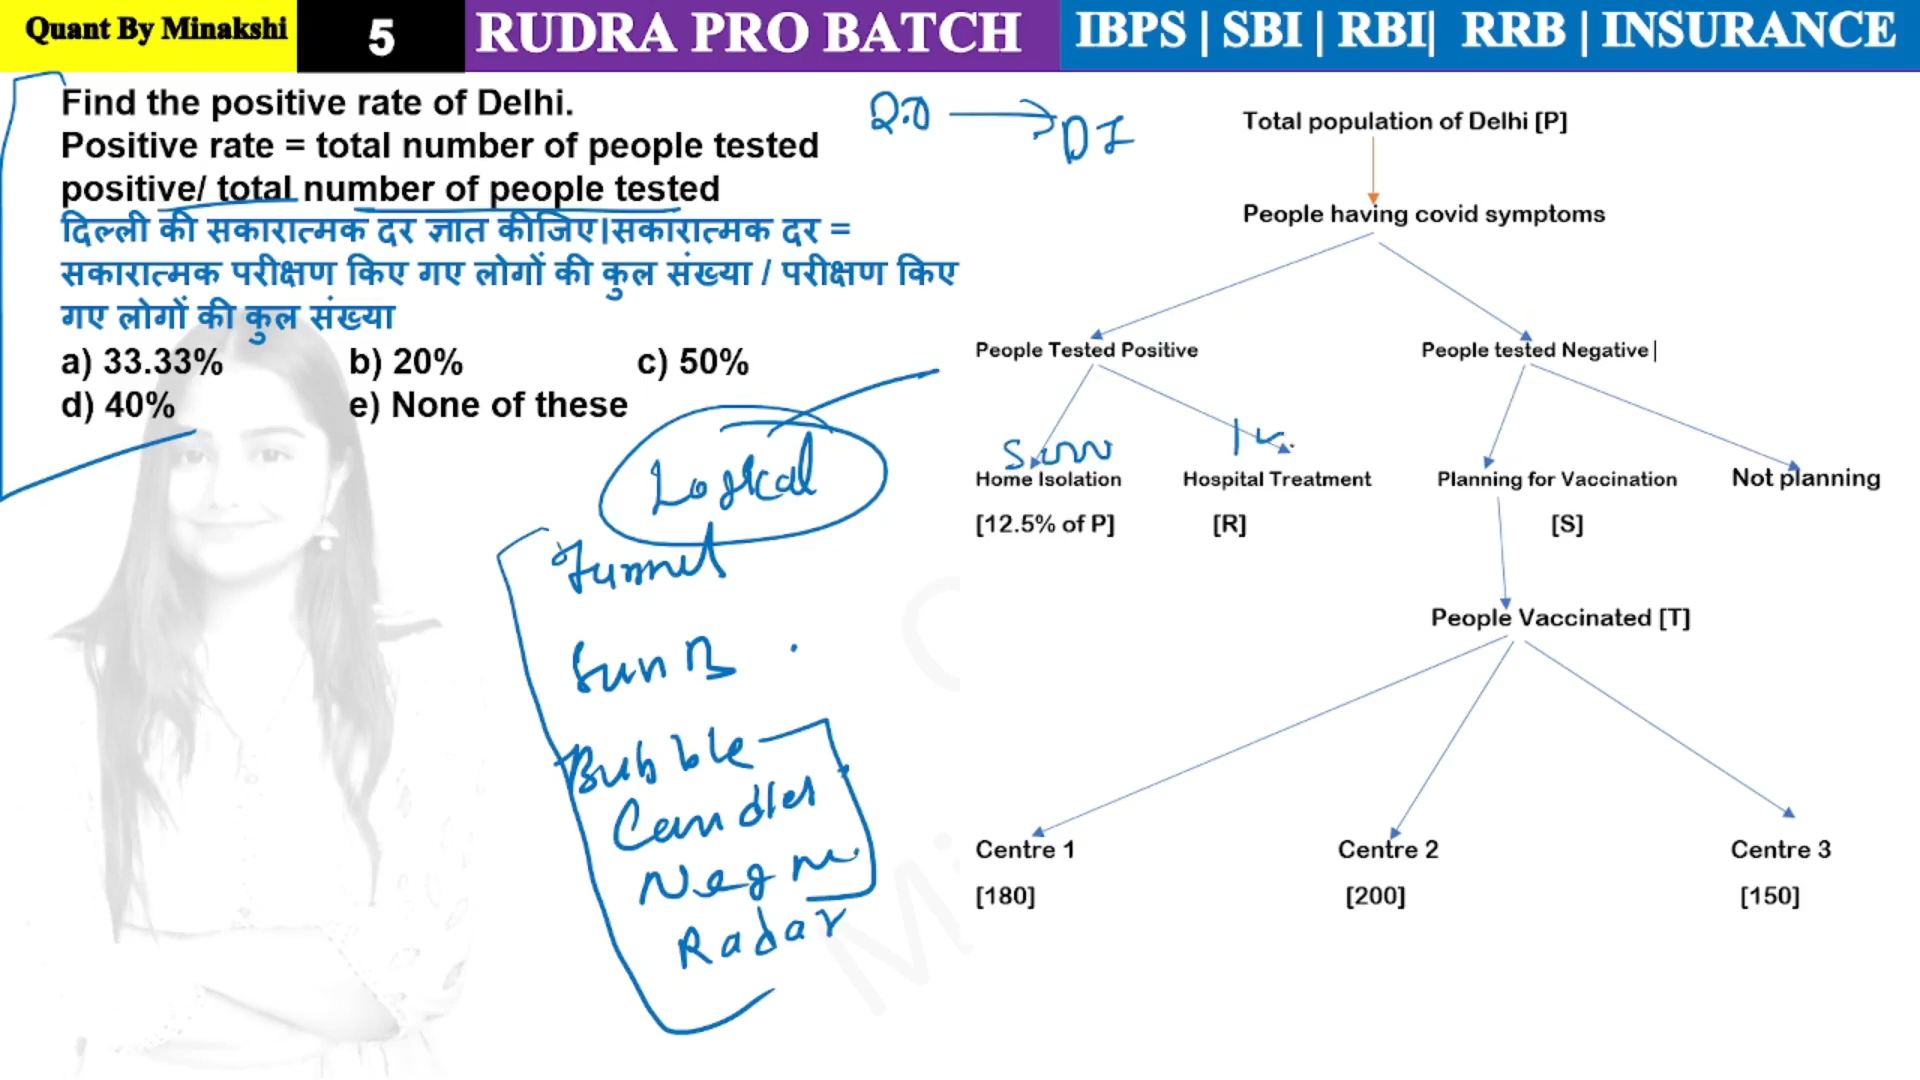 Quant By Minakshi
5
RUDRA PRO BATCH
IBPS | SBI | RBI| RRB | INSURANCE
Find the positive rate of Delhi.
Positive rate = total number of people tested
positive/ total number of people tested
दिल्ली की सकारात्मक दर ज्ञात कीजिए।सकारात्मक दर =
सकारात्मक परीक्षण किए गए लोगों की कुल संख्या / परीक्षण किए
गए लोगों की कुल संख्या
a) 33.33% b) 20% c) 50%
d) 40% e) None of these
DI
Logical
Sun B
Bubble
Candles
Radar
Total population of Delhi [P]
People having covid symptoms
People Tested Positive
People tested Negative
Home Isolation
Hospital Treatment
Planning for Vaccination
Not planning
[12.5% of P]
[R]
[S]
People Vaccinated [T]
Centre 1
Centre 2
Centre 3
[180]
[200]
[150]